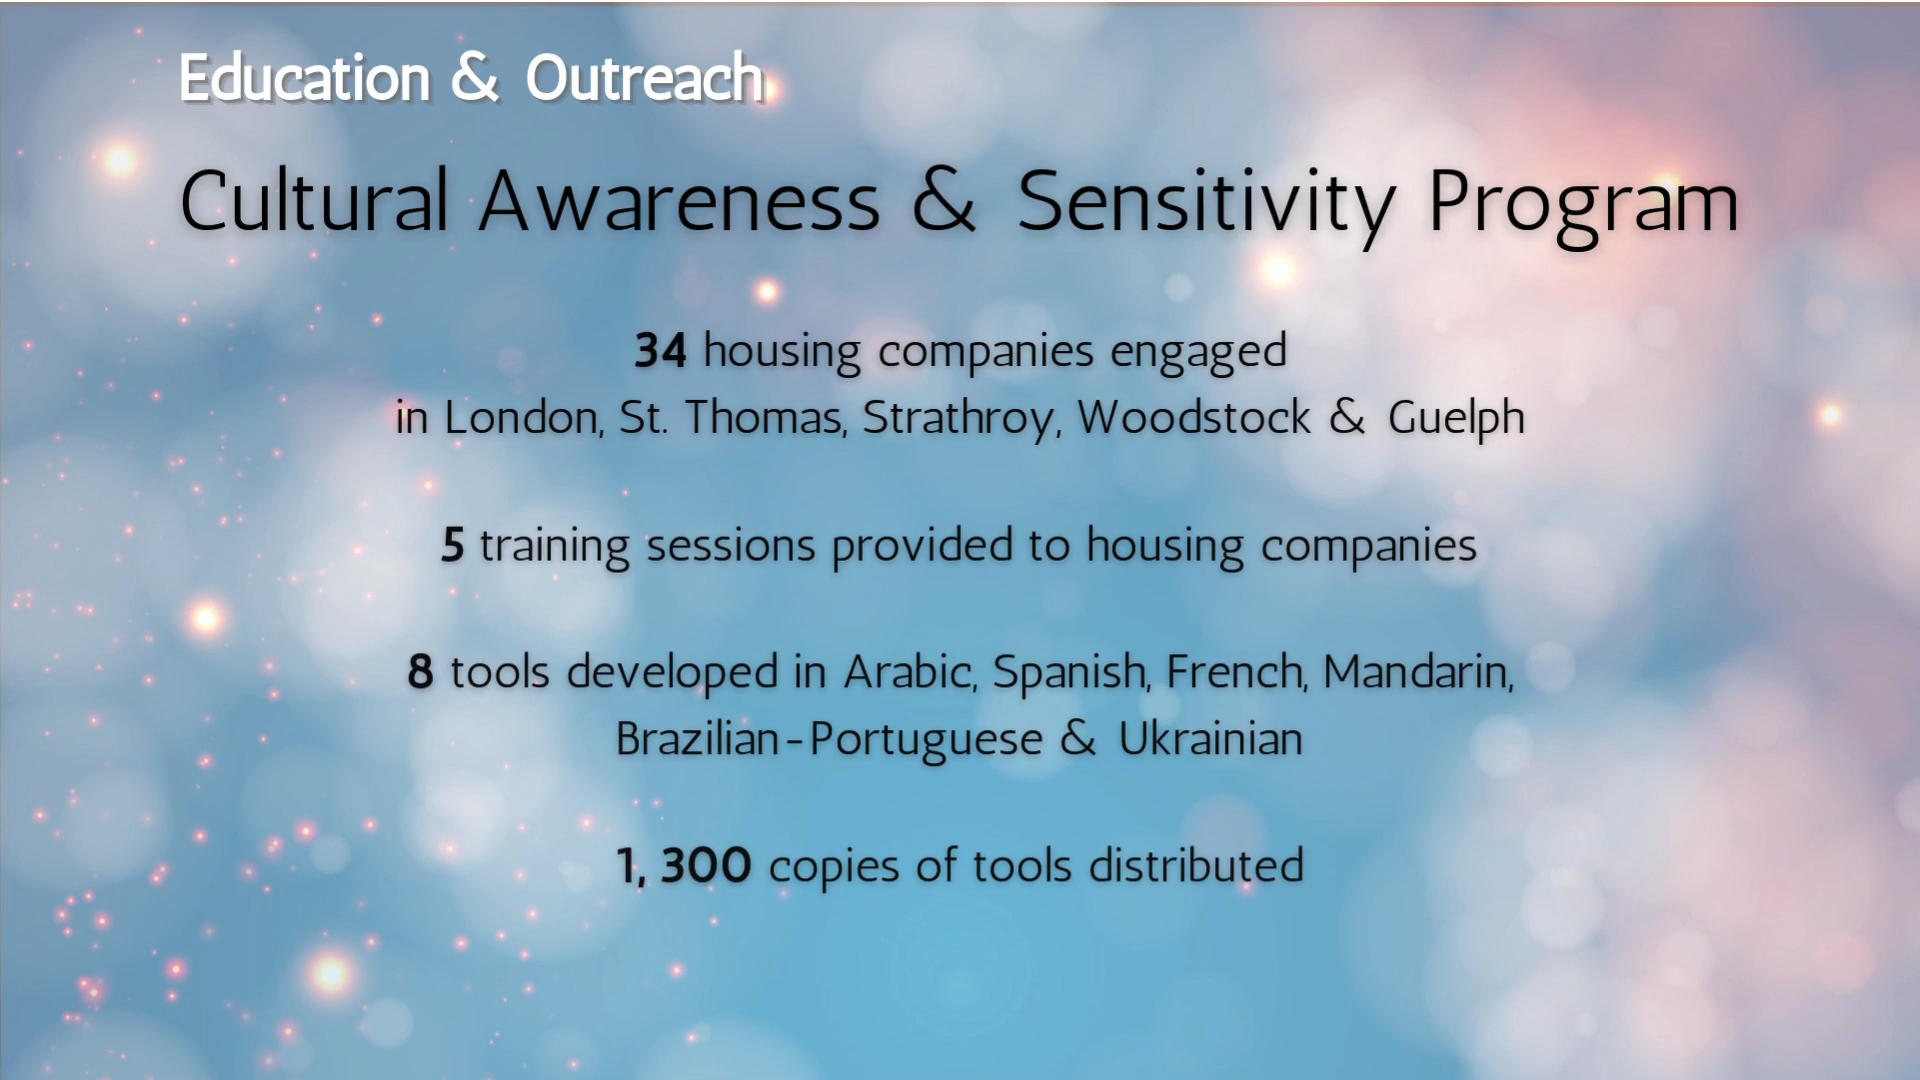 Education & Outreach
Cultural Awareness & Sensitivity Program
34 housing companies engaged
in London, St. Thomas, Strathroy, Woodstock & Guelph
5 training sessions provided to housing companies
8 tools developed in Arabic, Spanish, French, Mandarin,
Brazilian-Portuguese & Ukrainian
1, 300 copies of tools distributed